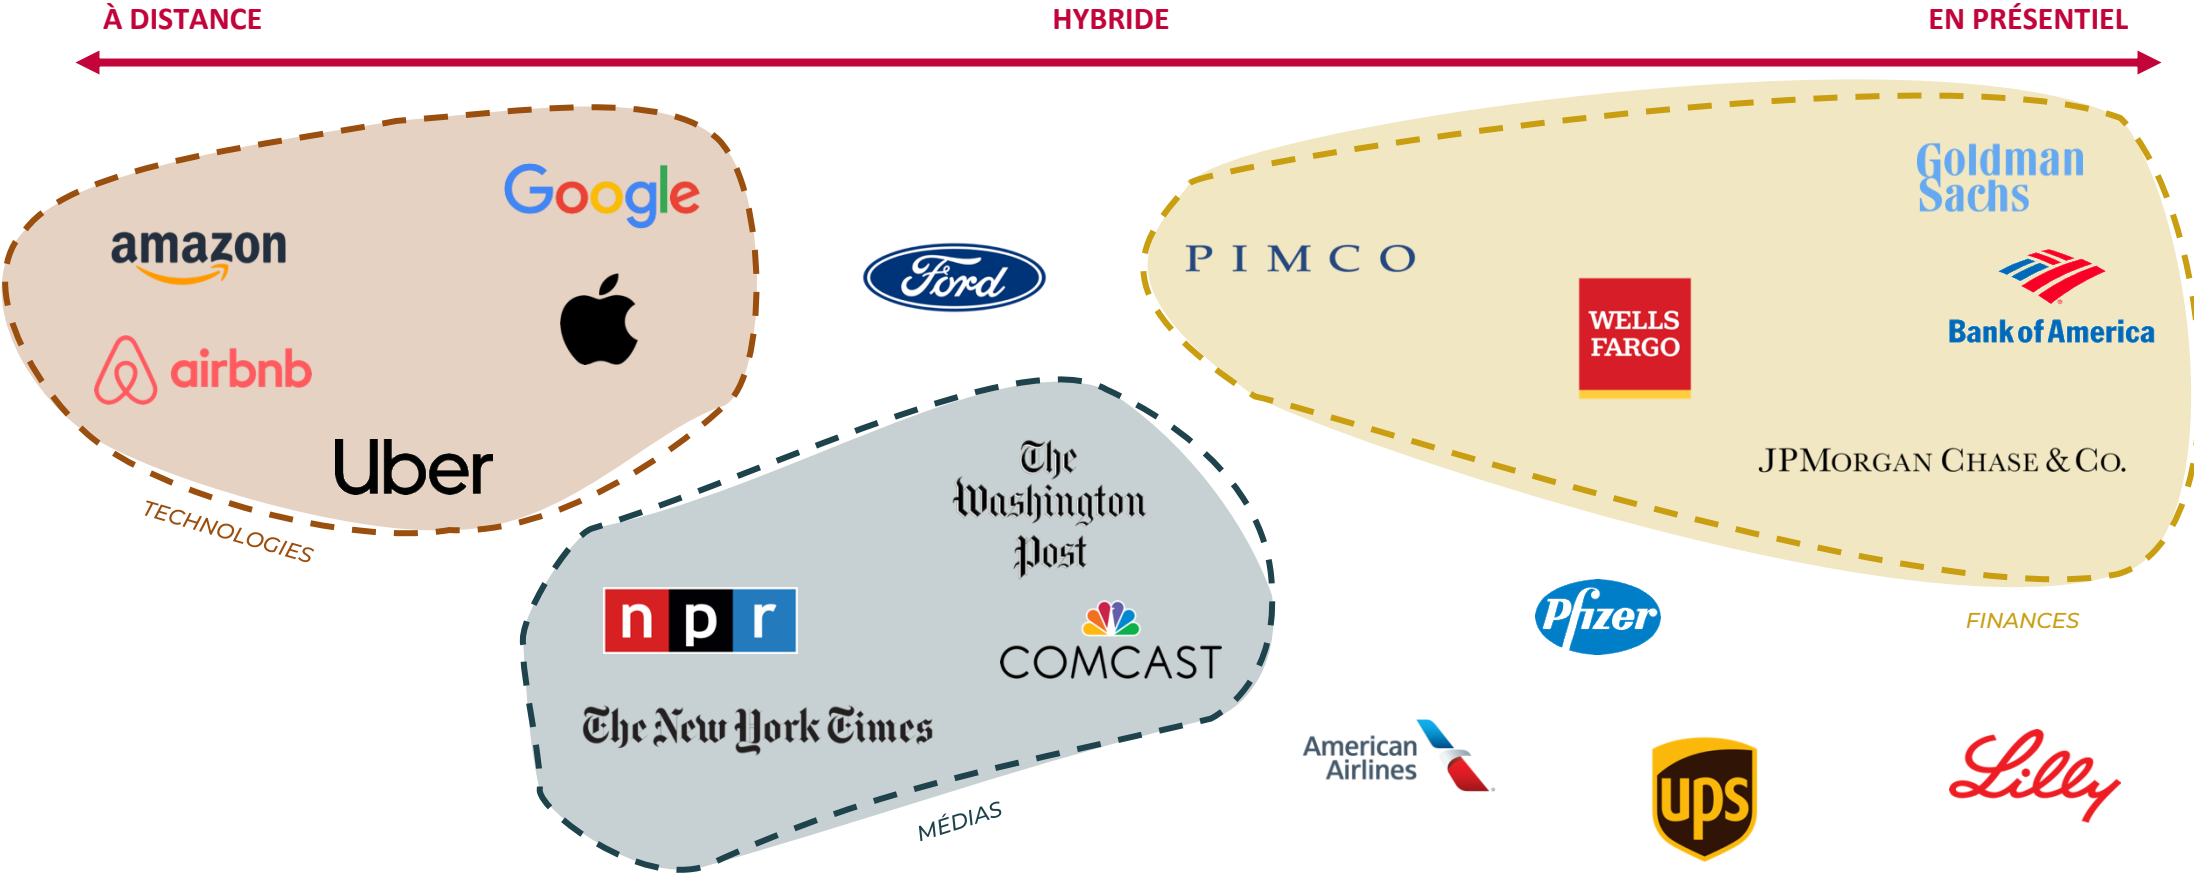 À DISTANCE
HYBRIDE
EN PRÉSENTIEL
Google
amazon
airbnb
Uber
TECHNOLOGIES
Ford
The
Washington
Post
npr
COMCAST
The New York Times
MÉDIAS
PIMCO
WELLS
FARGO
Goldman
Sachs
Bank of America
JPMORGAN CHASE & CO.
FINANCES
Pfizer
American
Airlines
ups
Lilly